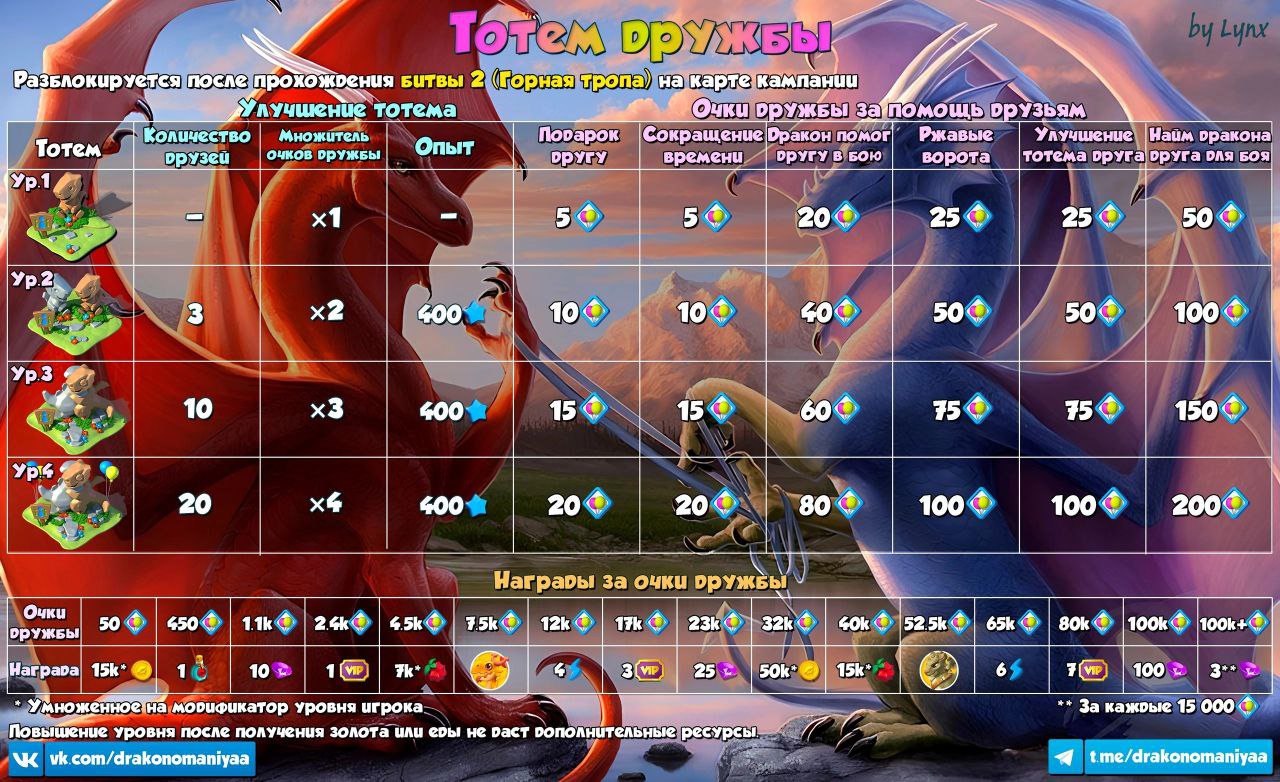 Тотем дружбы
by Lynx
Разблокируется после прохождения битвы 2 (Горная тропа) на карте кампании
Улучшение тотема
Очки дружбы за помощь друзьям
Тотем Количество друзей Множитель очков дружбы Опыт Подарок другу Сокращение времени Дракон помог другу в бою Ржавые ворота Улучшение тотема друга Найм дракона друга для боя
Ур.1 – ×1 – 5 5 20 25 25 50
Ур.2 3 ×2 400 10 10 40 50 50 100
Ур.3 10 ×3 400 15 15 60 75 75 150
Ур.4 20 ×4 400 20 20 80 100 100 200
Награды за очки дружбы
Очки дружбы 50 450 1.1k 2.4k 4.5k 7.5k 12k 17k 23k 32k 40k 52.5k 65k 80k 100k 100k+
Награда 15k* 1 10 1 VIP 7k* 4 3 VIP 25 50k* 15k* 6 7 VIP 100 3**
* Умноженное на модификатор уровня игрока
** За каждые 15 000
Повышение уровня после получения золота или еды не даст дополнительные ресурсы.
vk.com/drakonomaniyaa
t.me/drakonomaniyaa